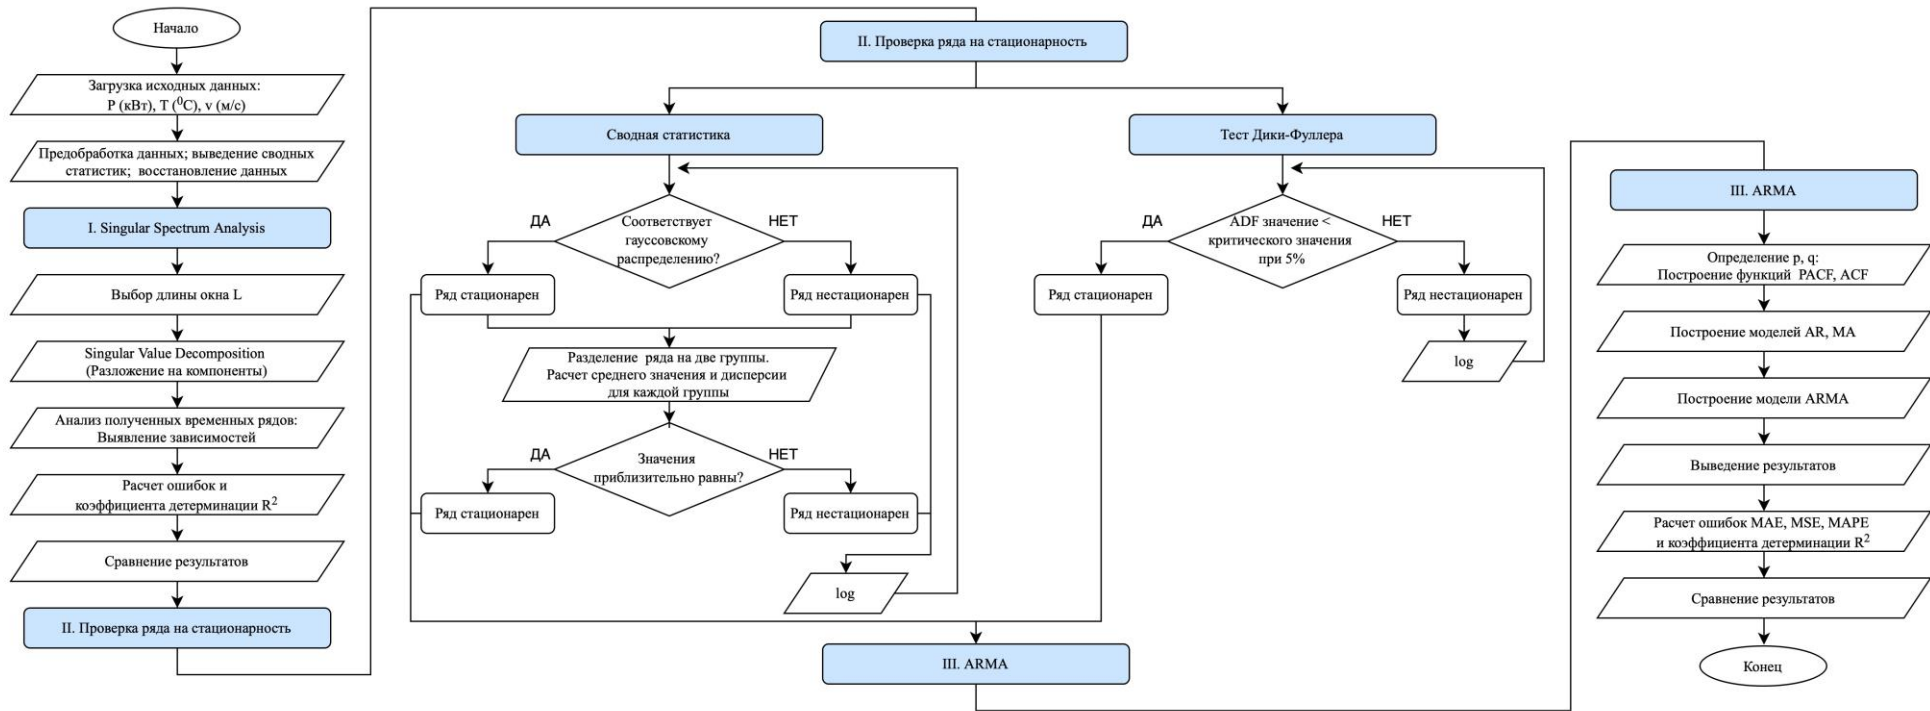 Начало
Загрузка исходных данных:
P (кВт), T (⁰C), v (м/с)
Предобработка данных; выведение сводных
статистик; восстановление данных
I. Singular Spectrum Analysis
Выбор длины окна L
Singular Value Decomposition
(Разложение на компоненты)
Анализ полученных временных рядов:
Выявление зависимостей
Расчет ошибок и
коэффициента детерминации R²
Сравнение результатов
II. Проверка ряда на стационарность
II. Проверка ряда на стационарность
Сводная статистика
ДА
Соответствует
гауссовскому
распределению?
НЕТ
Ряд стационарен
Ряд нестационарен
Разделение ряда на две группы.
Расчет среднего значения и дисперсии
для каждой группы
ДА
Значения
приблизительно равны?
НЕТ
Ряд стационарен
Ряд нестационарен
log
Тест Дики-Фуллера
ДА
ADF значение <
критического значения
при 5%
НЕТ
Ряд стационарен
Ряд нестационарен
log
III. ARMA
III. ARMA
Определение p, q:
Построение функций PACF, ACF
Построение моделей AR, MA
Построение модели ARMA
Выведение результатов
Расчет ошибок MAE, MSE, MAPE
и коэффициента детерминации R²
Сравнение результатов
Конец